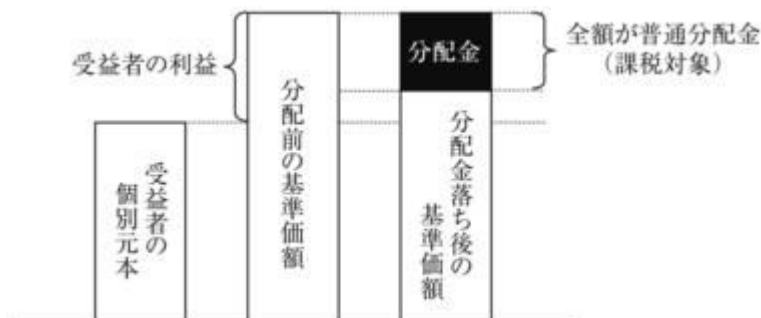 受益者の利益
分配金
全額が普通分配金
（課税対象）
受益者の
個別元本
分配前の基準価額
分配金落ち後の
基準価額